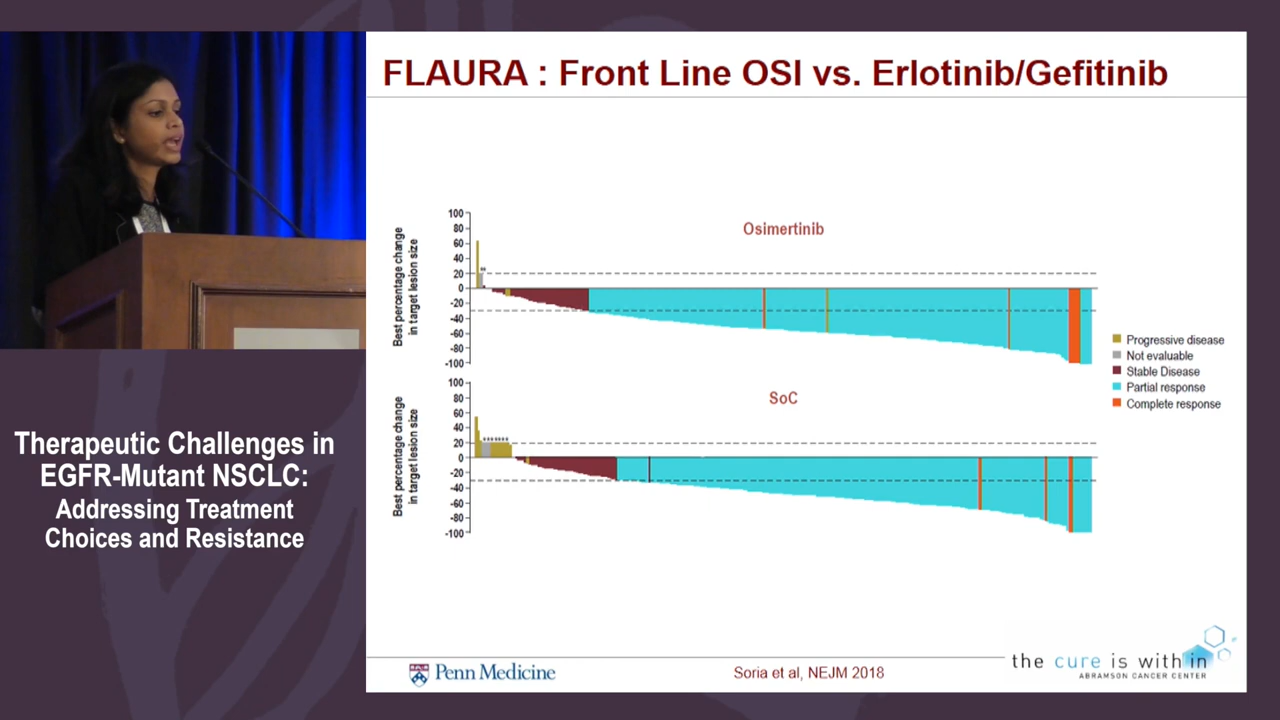 FLAURA : Front Line OSI vs. Erlotinib/Gefitinib
Osimertinib
Best percentage change
in target lesion size
100
80
60
40
20
0
-20
-40
-60
-80
-100
**
SoC
Best percentage change
in target lesion size
100
80
60
40
20
0
-20
-40
-60
-80
-100
*******
Progressive disease
Not evaluable
Stable Disease
Partial response
Complete response
Therapeutic Challenges in
EGFR-Mutant NSCLC:
Addressing Treatment
Choices and Resistance
Penn Medicine
Soria et al, NEJM 2018
the cure is within
ABRAMSON CANCER CENTER